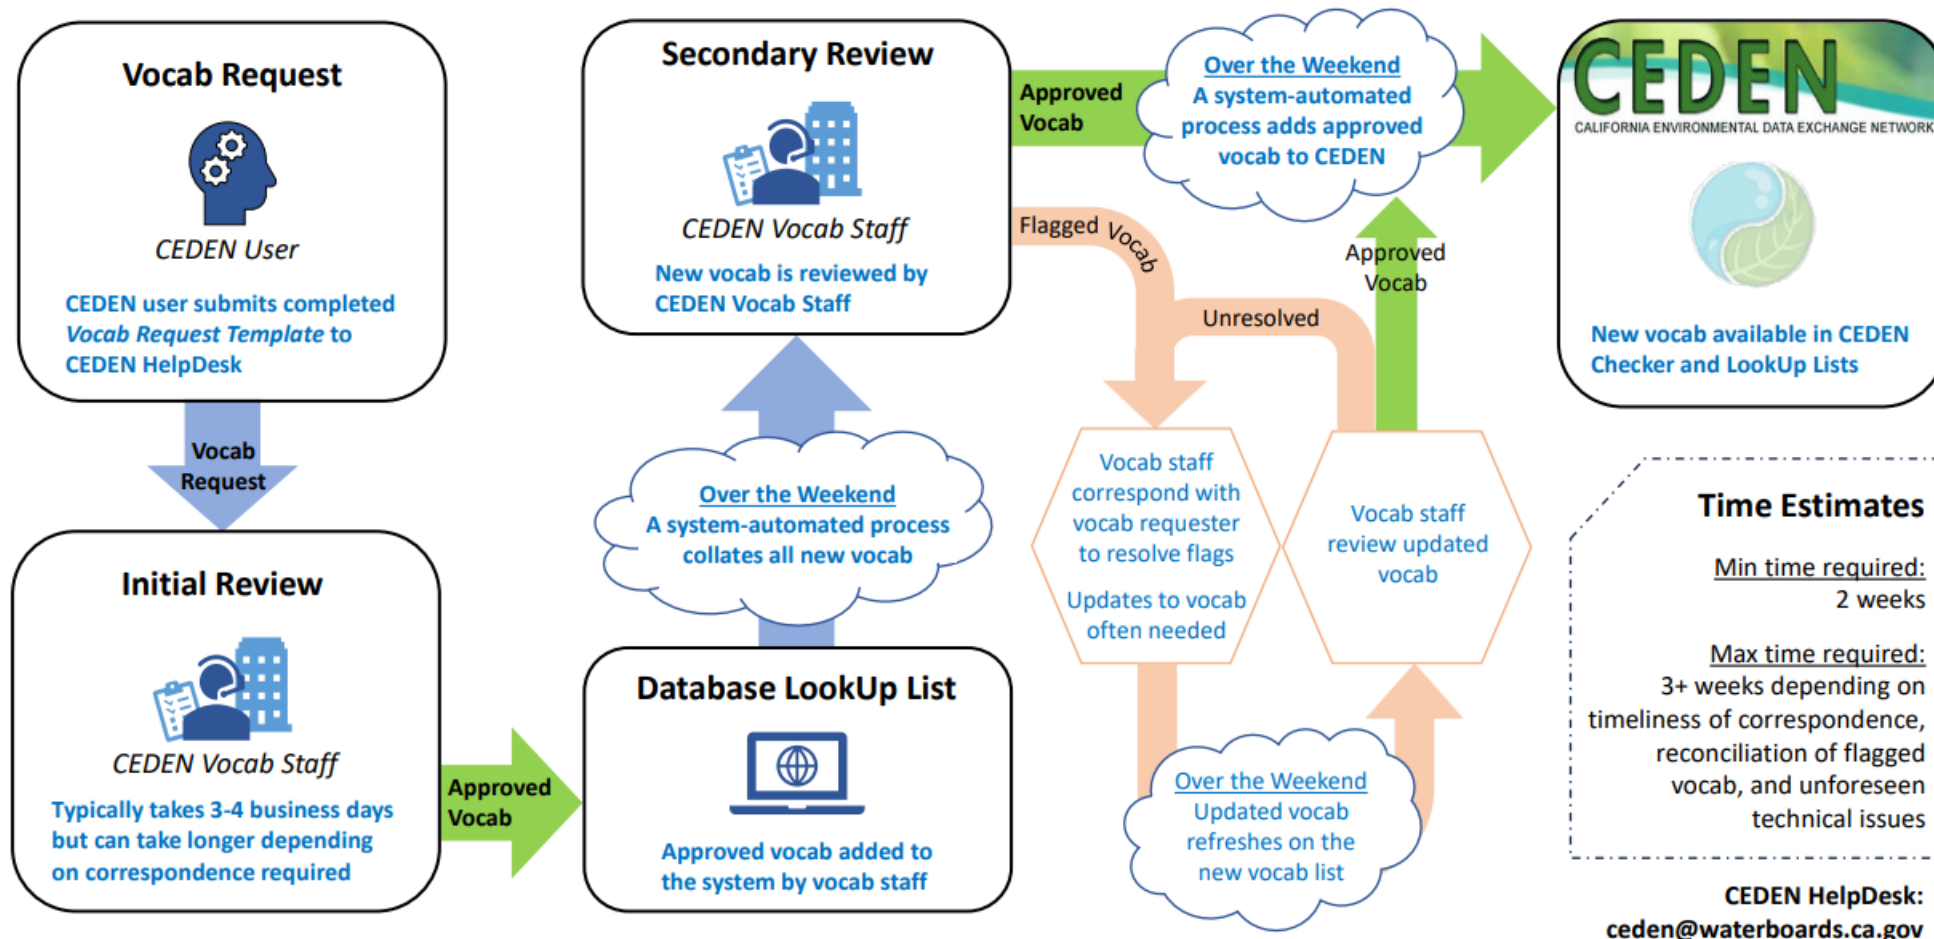 Vocab Request
CEDEN User
CEDEN user submits completed
Vocab Request Template to
CEDEN HelpDesk
Vocab
Request
Initial Review
CEDEN Vocab Staff
Typically takes 3-4 business days
but can take longer depending
on correspondence required
Approved
Vocab
Database LookUp List
Approved vocab added to
the system by vocab staff
Over the Weekend
A system-automated process
collates all new vocab
Secondary Review
CEDEN Vocab Staff
New vocab is reviewed by
CEDEN Vocab Staff
Approved
Vocab
Over the Weekend
A system-automated
process adds approved
vocab to CEDEN
Flagged Vocab
Unresolved
Approved
Vocab
Vocab staff
correspond with
vocab requester
to resolve flags
Updates to vocab
often needed
Over the Weekend
Updated vocab
refreshes on the
new vocab list
Vocab staff
review updated
vocab
CEDEN
CALIFORNIA ENVIRONMENTAL DATA EXCHANGE NETWORK
New vocab available in CEDEN
Checker and LookUp Lists
Time Estimates
Min time required:
2 weeks
Max time required:
3+ weeks depending on
timeliness of correspondence,
reconciliation of flagged
vocab, and unforeseen
technical issues
CEDEN HelpDesk:
ceden@waterboards.ca.gov